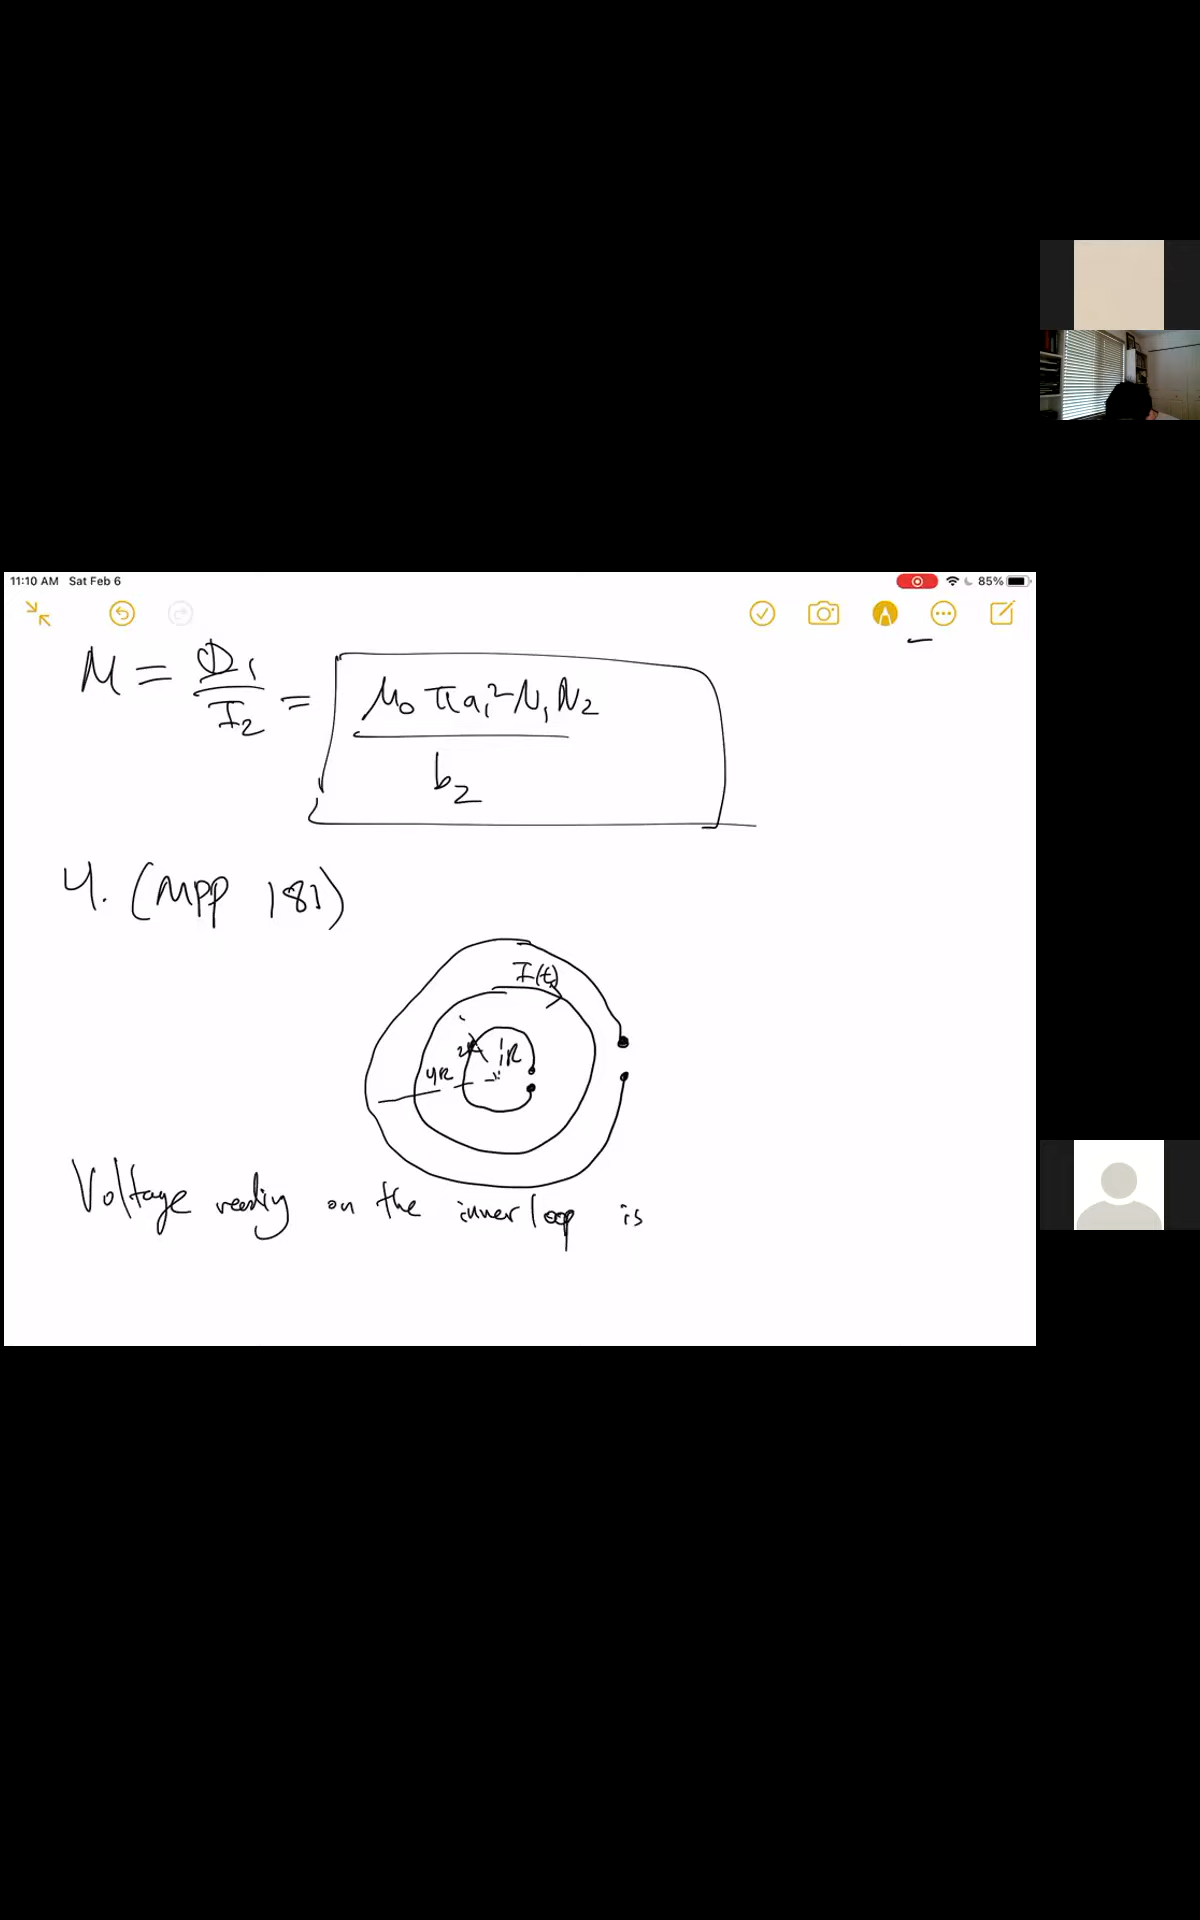 11:10 AM Sat Feb 6 85%
M = Φ₁/I₂ = μ₀πa₁²N₁N₂/b₂
4. (MPP 181)
I(t)
2R R
4R
Voltage reading on the inner loop is